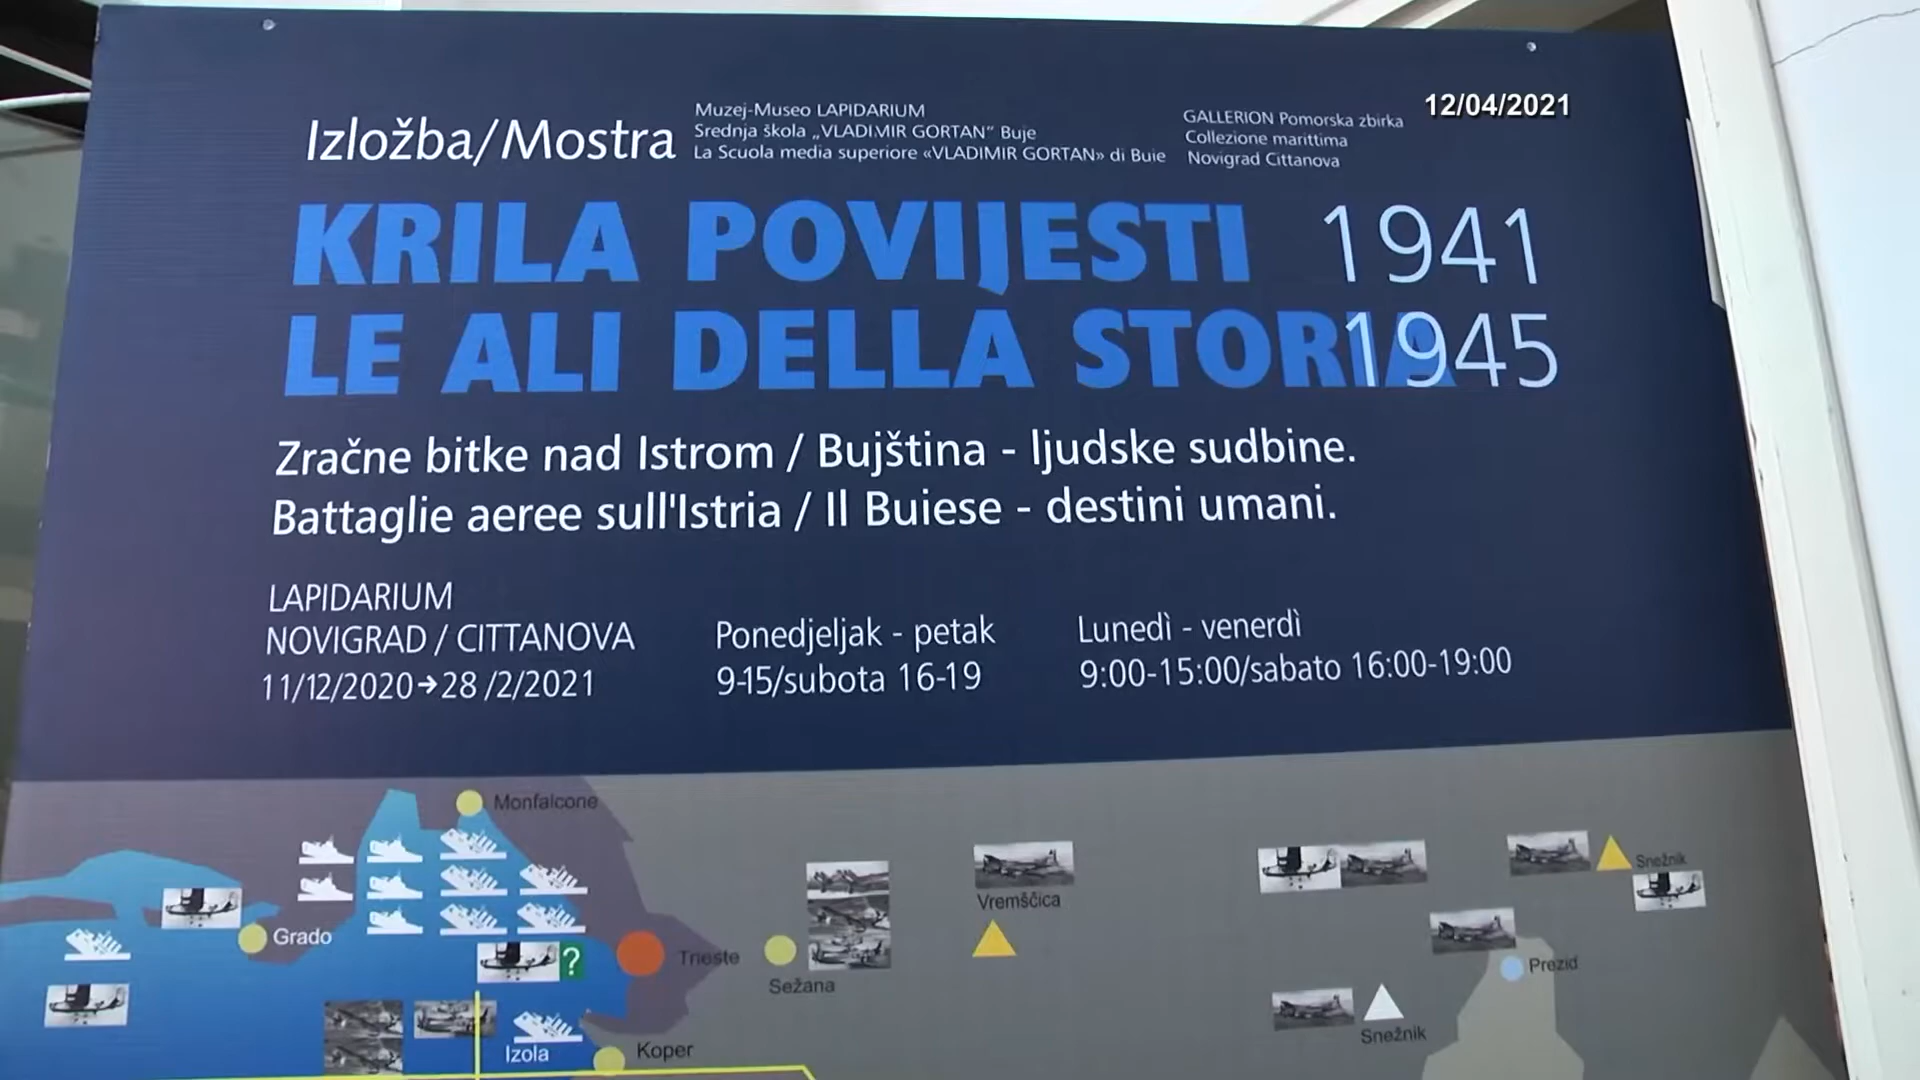 12/04/2021
Izložba/Mostra
Muzej-Museo LAPIDARIUM
Srednja škola „VLADIMIR GORTAN" Buje
La Scuola media superiore «VLADIMIR GORTAN» di Buie
GALLERION Pomorska zbirka
Collezione marittima
Novigrad Cittanova
KRILA POVIJESTI 1941
LE ALI DELLA STORIA 1945
Zračne bitke nad Istrom / Bujština - ljudske sudbine.
Battaglie aeree sull'Istria / Il Buiese - destini umani.
LAPIDARIUM
NOVIGRAD / CITTANOVA
11/12/2020➔28 /2/2021
Ponedjeljak - petak
9-15/subota 16-19
Lunedì - venerdì
9:00-15:00/sabato 16:00-19:00
Monfalcone
Snežnik
Vremščica
Grado
?
Trieste
Sežana
Prezid
Snežnik
Izola
Koper